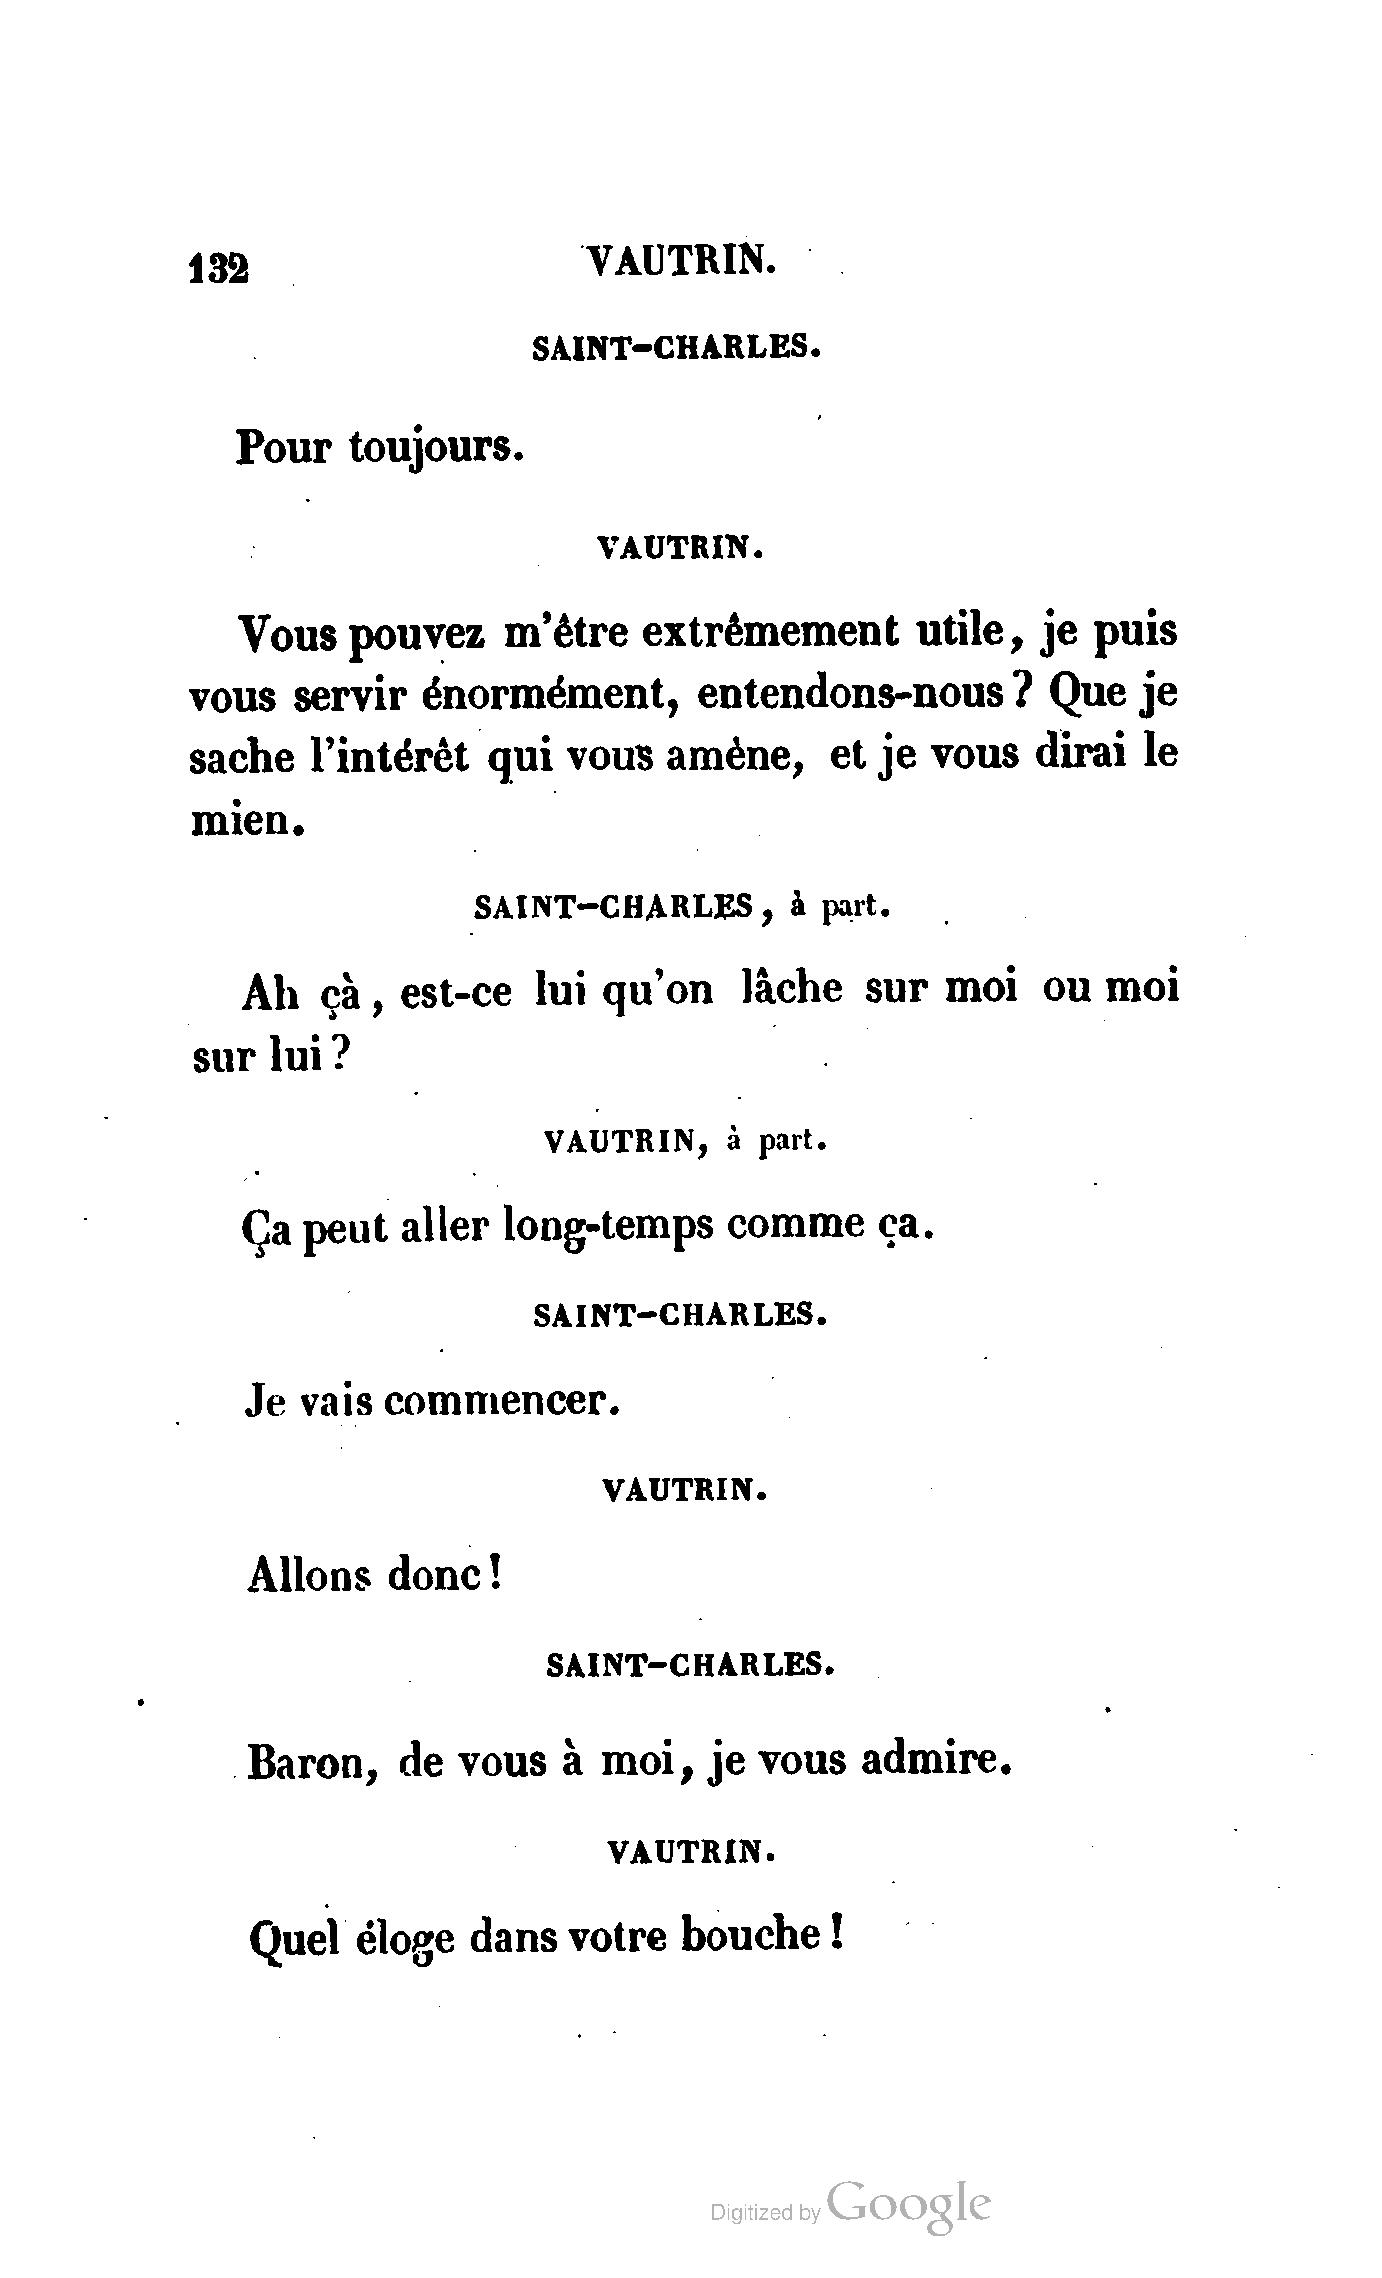 132 VAUTRIN.
SAINT-CHARLES.
Pour toujours.
VAUTRIN.
Vous pouvez m'être extrêmement utile, je puis
vous servir énormément, entendons-nous? Que je
sache l'intérêt qui vous amène, et je vous dirai le
mien.
SAINT-CHARLES, à part.
Ah çà, est-ce lui qu'on lâche sur moi ou moi
sur lui?
VAUTRIN, à part.
Ça peut aller long-temps comme ça.
SAINT-CHARLES.
Je vais commencer.
VAUTRIN.
Allons donc!
SAINT-CHARLES.
Baron, de vous à moi, je vous admire.
VAUTRIN.
Quel éloge dans votre bouche!
Digitized by Google